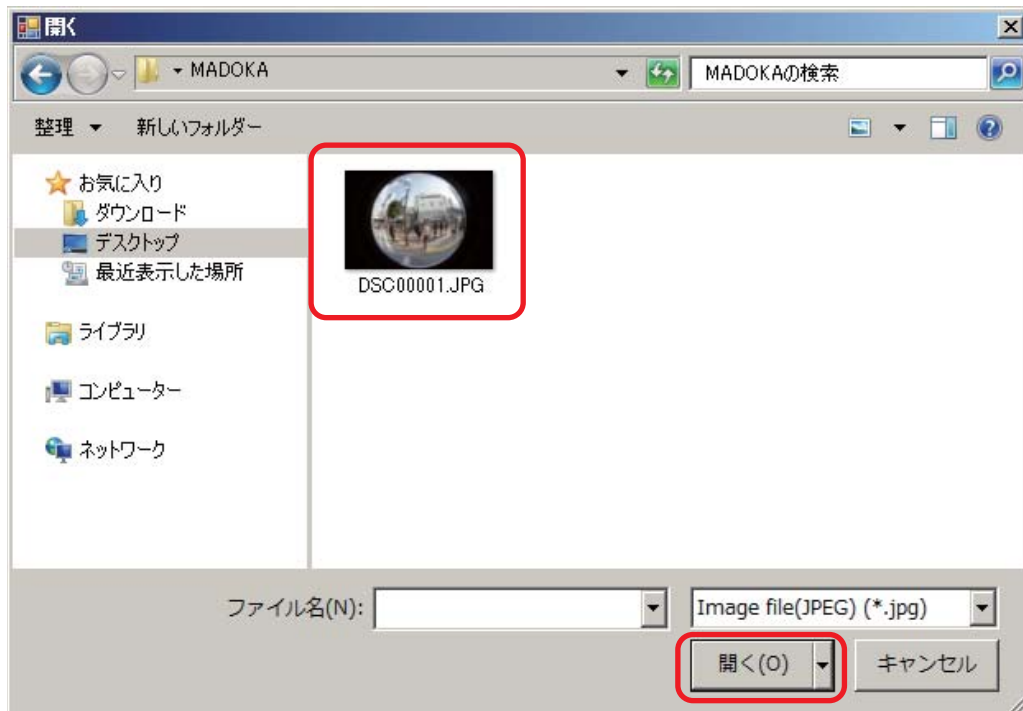 開く
MADOKA
MADOKAの検索
整理
新しいフォルダー
お気に入り
ダウンロード
デスクトップ
最近表示した場所
ライブラリ
コンピューター
ネットワーク
DSC00001.JPG
ファイル名(N):
Image file(JPEG) (*.jpg)
開く(O)
キャンセル